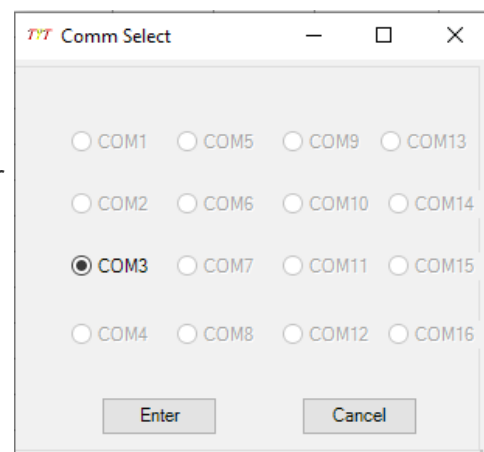 TYT Comm Select
COM1 COM5 COM9 COM13
COM2 COM6 COM10 COM14
COM3 COM7 COM11 COM15
COM4 COM8 COM12 COM16
Enter Cancel